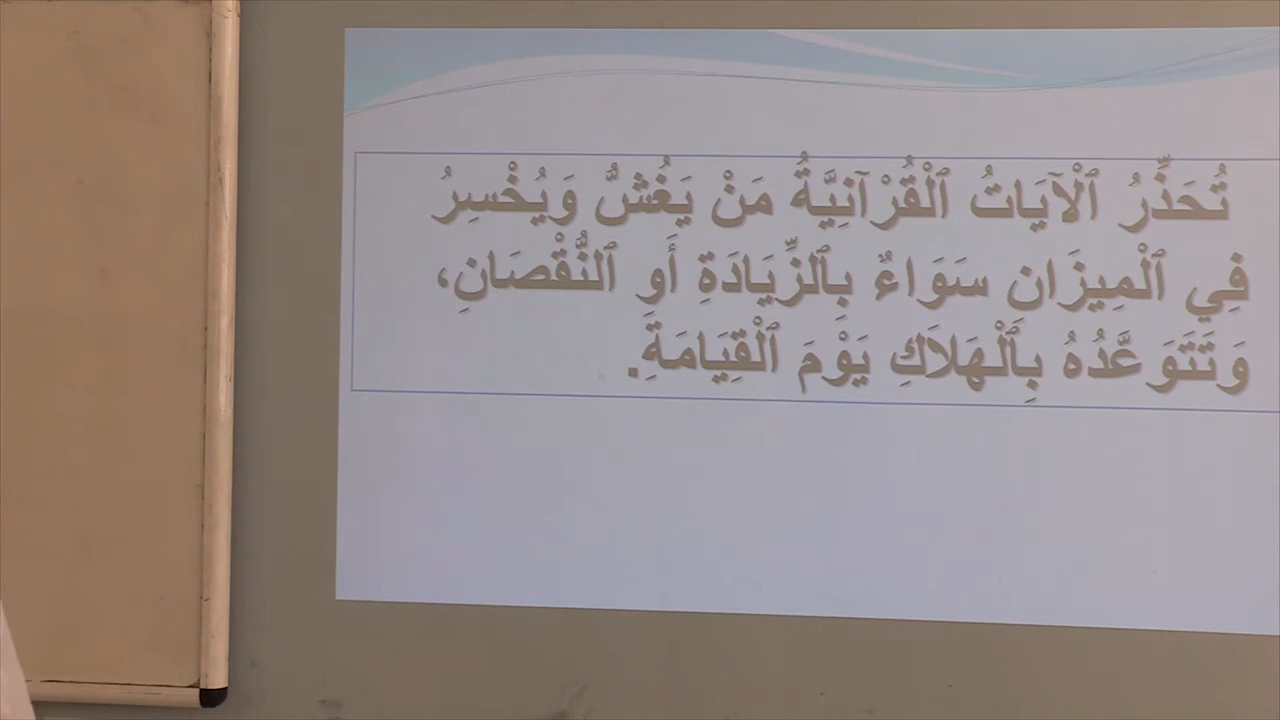 تُحَذِّرُ ٱلْآيَاتُ ٱلْقُرْآنِيَّةُ مَنْ يَغُشُّ وَيُخْسِرُ
فِي ٱلْمِيزَانِ سَوَاءٌ بِٱلزِّيَادَةِ أَوِ ٱلنُّقْصَانِ،
وَتَتَوَعَّدُهُ بِٱلْهَلَاكِ يَوْمَ ٱلْقِيَامَةِ.